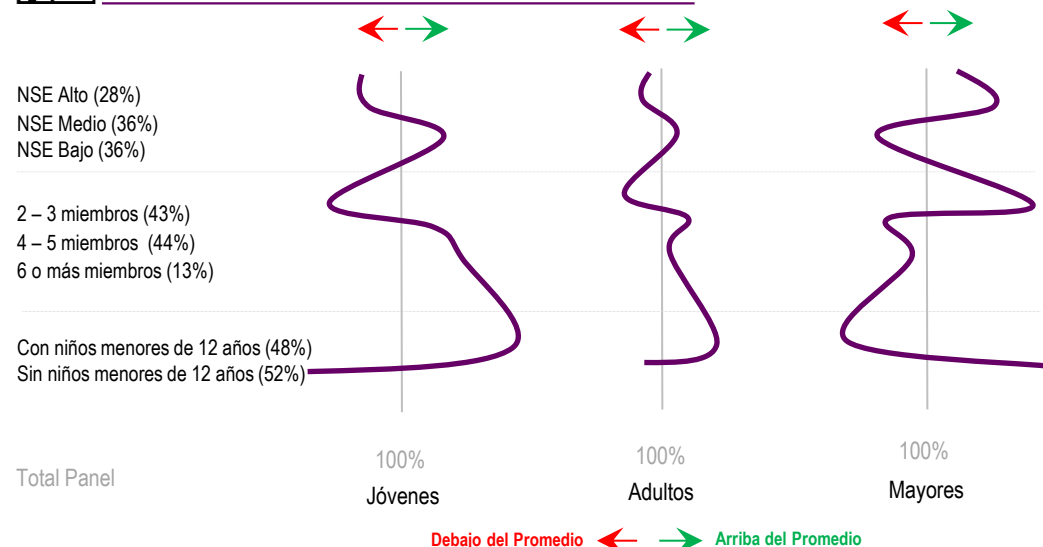 NSE Alto (28%)
NSE Medio (36%)
NSE Bajo (36%)
2 – 3 miembros (43%)
4 – 5 miembros (44%)
6 o más miembros (13%)
Con niños menores de 12 años (48%)
Sin niños menores de 12 años (52%)
Total Panel
100%
100%
100%
Jóvenes
Adultos
Mayores
Debajo del Promedio
Arriba del Promedio